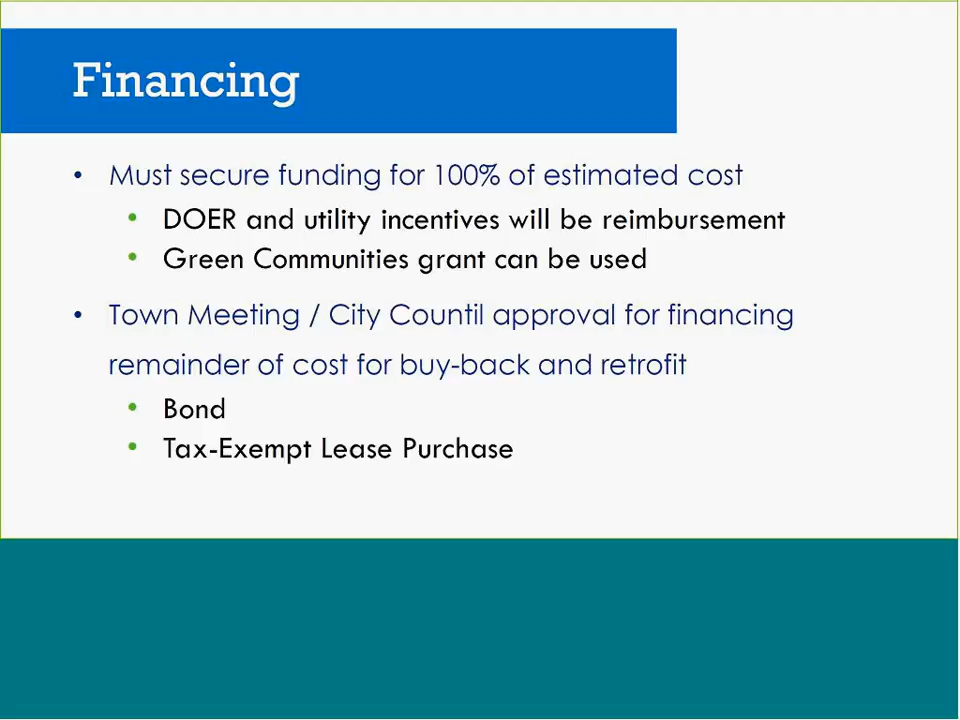 Financing
• Must secure funding for 100% of estimated cost
• DOER and utility incentives will be reimbursement
• Green Communities grant can be used
• Town Meeting / City Countil approval for financing
remainder of cost for buy-back and retrofit
• Bond
• Tax-Exempt Lease Purchase